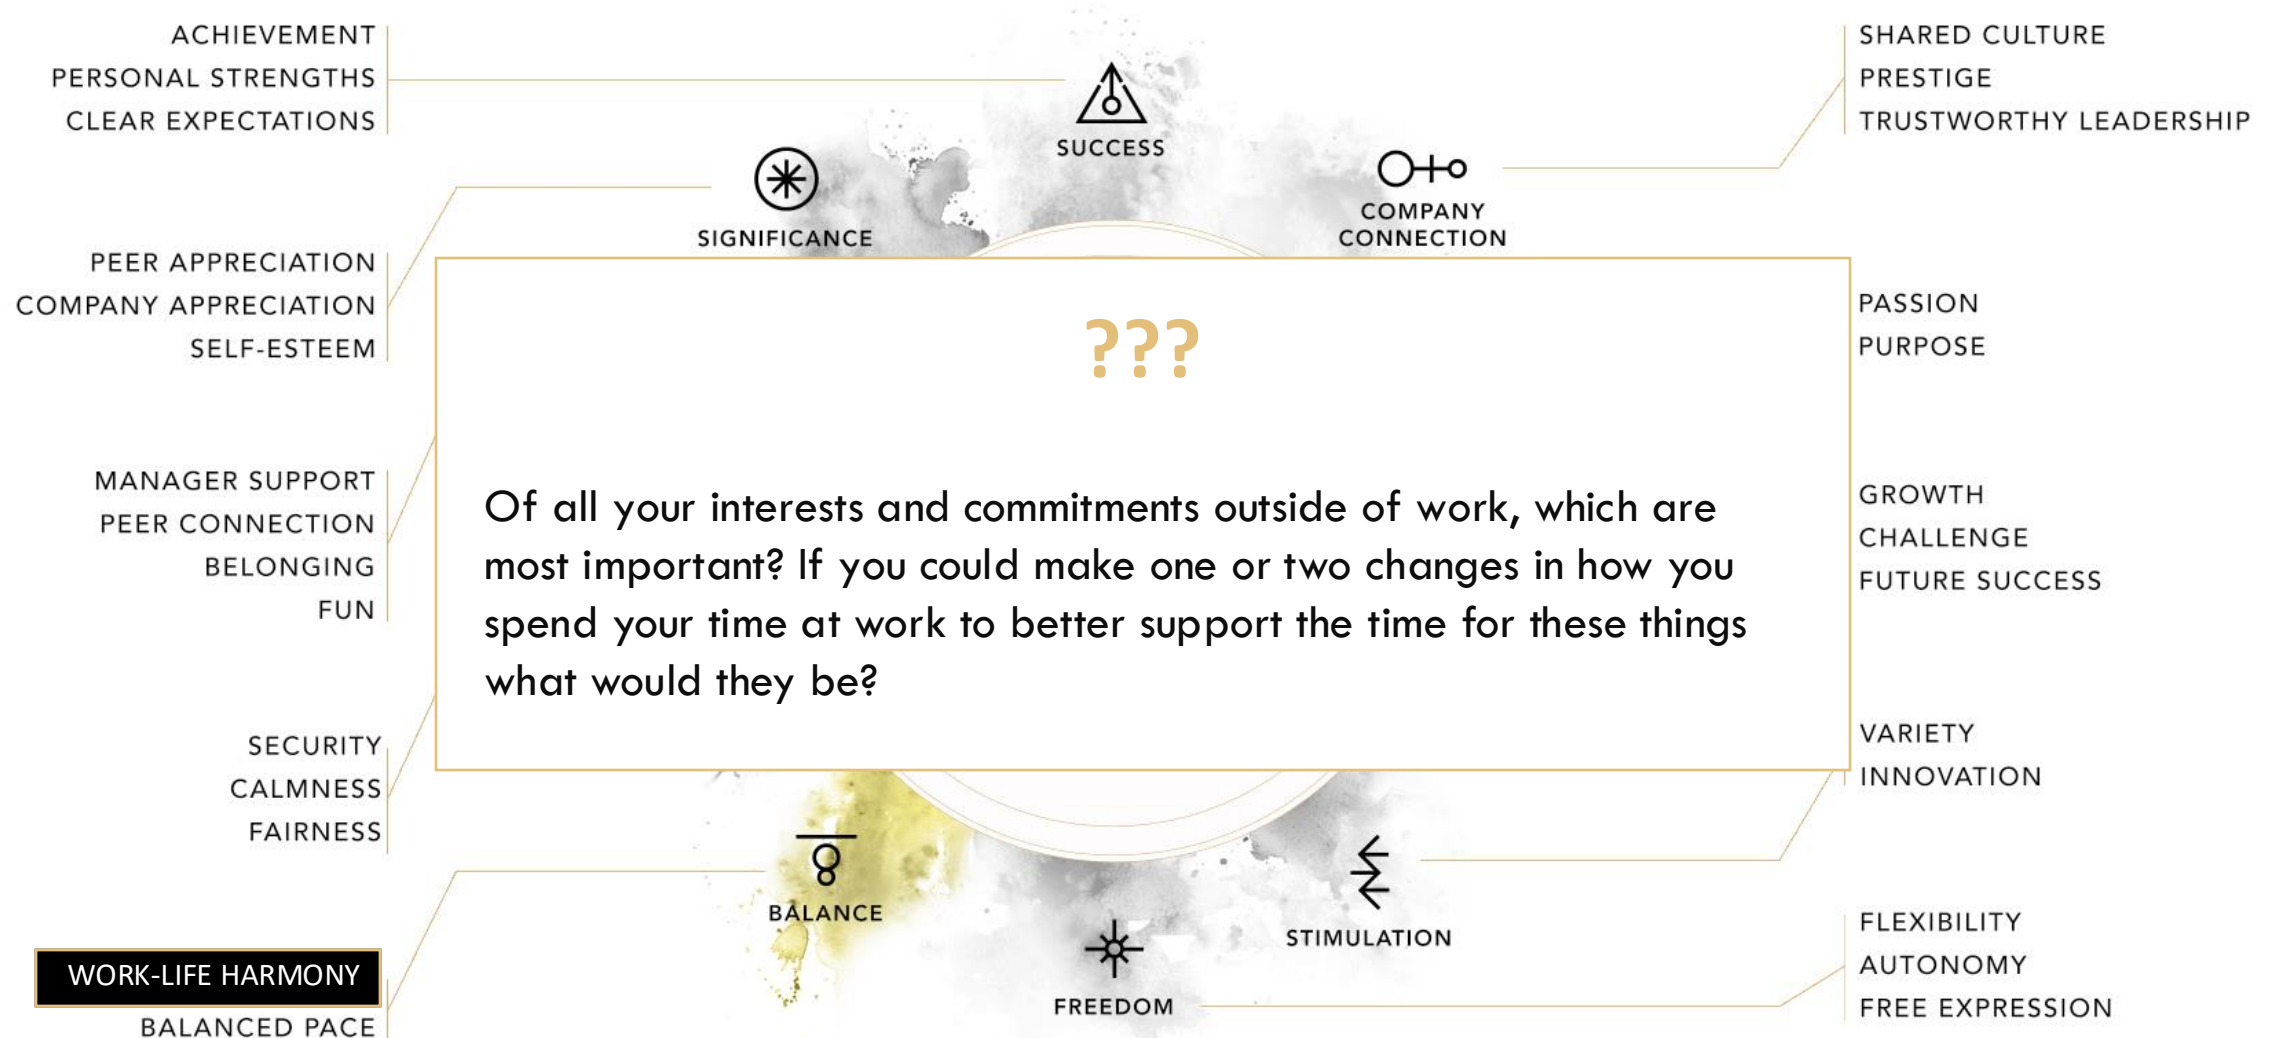 ACHIEVEMENT
PERSONAL STRENGTHS
CLEAR EXPECTATIONS
SUCCESS
SHARED CULTURE
PRESTIGE
TRUSTWORTHY LEADERSHIP
SIGNIFICANCE
COMPANY
CONNECTION
PEER APPRECIATION
COMPANY APPRECIATION
SELF-ESTEEM
PASSION
PURPOSE
???
Of all your interests and commitments outside of work, which are
most important? If you could make one or two changes in how you
spend your time at work to better support the time for these things
what would they be?
MANAGER SUPPORT
PEER CONNECTION
BELONGING
FUN
GROWTH
CHALLENGE
FUTURE SUCCESS
SECURITY
CALMNESS
FAIRNESS
VARIETY
INNOVATION
BALANCE
STIMULATION
FREEDOM
WORK-LIFE HARMONY
BALANCED PACE
FLEXIBILITY
AUTONOMY
FREE EXPRESSION